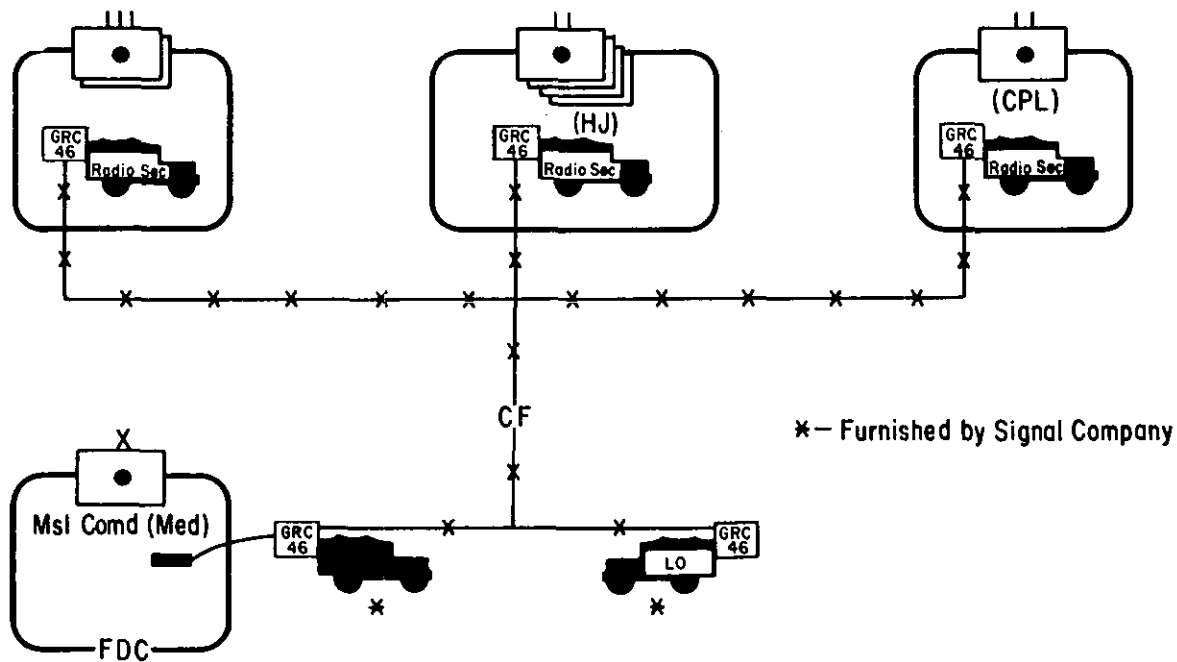 (HJ)
(CPL)
GRC
46
Radio Sec
GRC
46
Radio Sec
GRC
46
Radio Sec
CF
* – Furnished by Signal Company
Msl Comd (Med)
GRC
46
GRC
46
LO
*
*
FDC